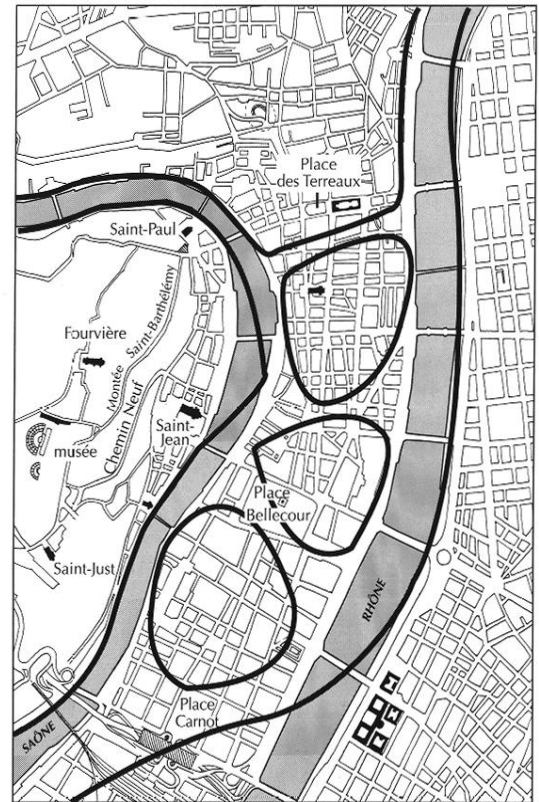 Place
des Terreaux
Saint-Paul
Montée Saint-Barthélémy
Fourvière
Chemin Neuf
Saint-
Jean
musée
Place
Bellecour
Saint-Just
RHÔNE
Place
Carnot
SAÔNE